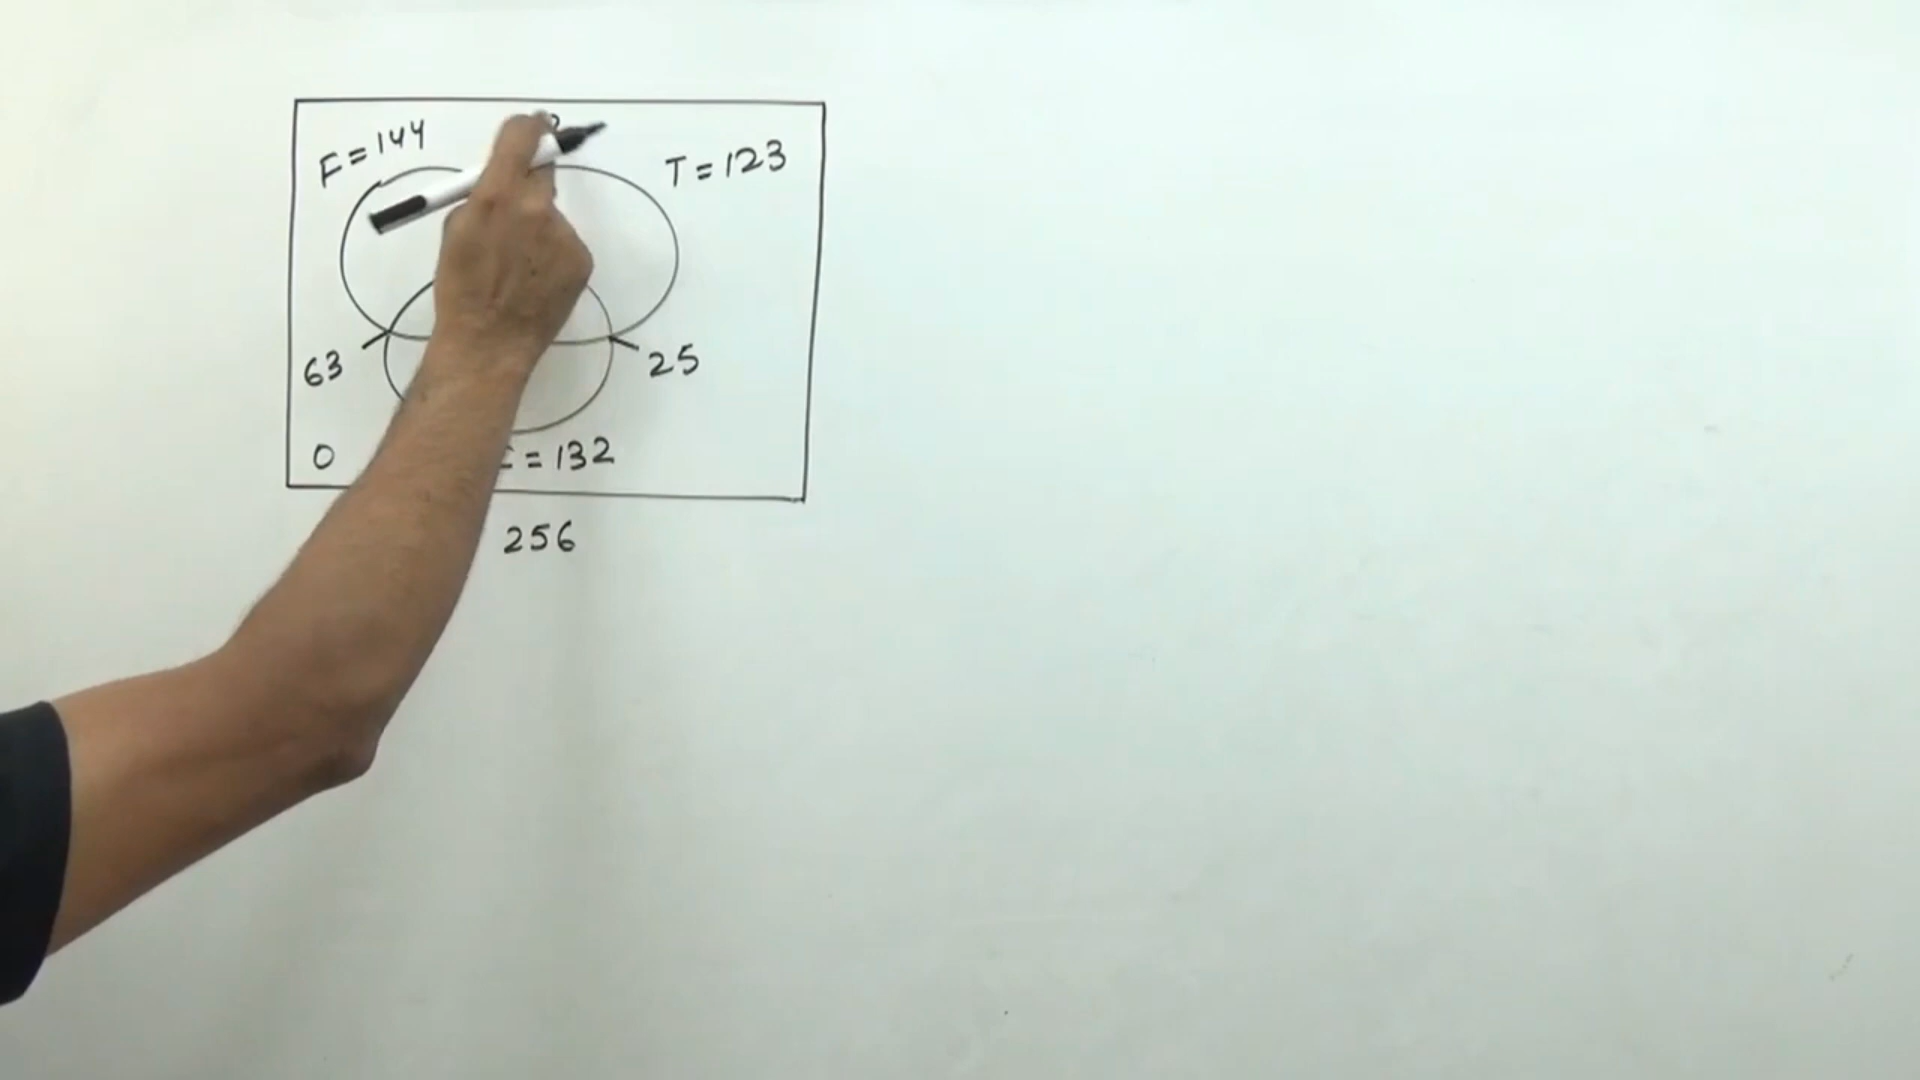 F = 144
T = 123
63
25
0
= 132
256